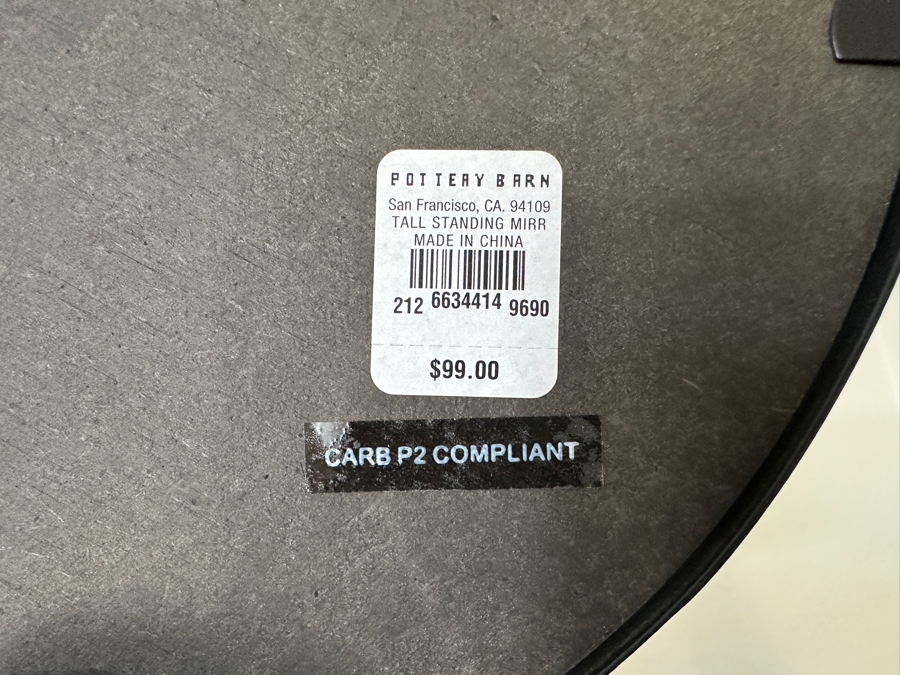 POTTERY BARN
San Francisco, CA. 94109
TALL STANDING MIRR
MADE IN CHINA
212 6634414 9690
$99.00
CARB P2 COMPLIANT